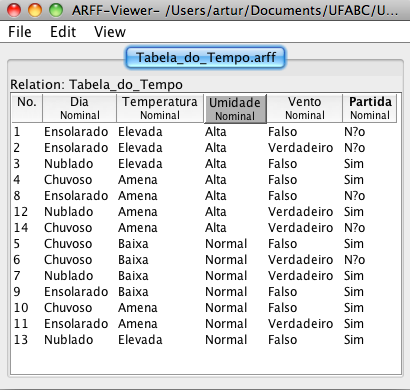 ARFF-Viewer- /Users/artur/Documents/UFABC/U...
File Edit View
Tabela_do_Tempo.arff
Relation: Tabela_do_Tempo
No. Dia Temperatura Umidade Vento Partida
Nominal Nominal Nominal Nominal Nominal
1 Ensolarado Elevada Alta Falso N?o
2 Ensolarado Elevada Alta Verdadeiro N?o
3 Nublado Elevada Alta Falso Sim
4 Chuvoso Amena Alta Falso Sim
8 Ensolarado Amena Alta Falso N?o
12 Nublado Amena Alta Verdadeiro Sim
14 Chuvoso Amena Alta Verdadeiro N?o
5 Chuvoso Baixa Normal Falso Sim
6 Chuvoso Baixa Normal Verdadeiro N?o
7 Nublado Baixa Normal Verdadeiro Sim
9 Ensolarado Baixa Normal Falso Sim
10 Chuvoso Amena Normal Falso Sim
11 Ensolarado Amena Normal Verdadeiro Sim
13 Nublado Elevada Normal Falso Sim